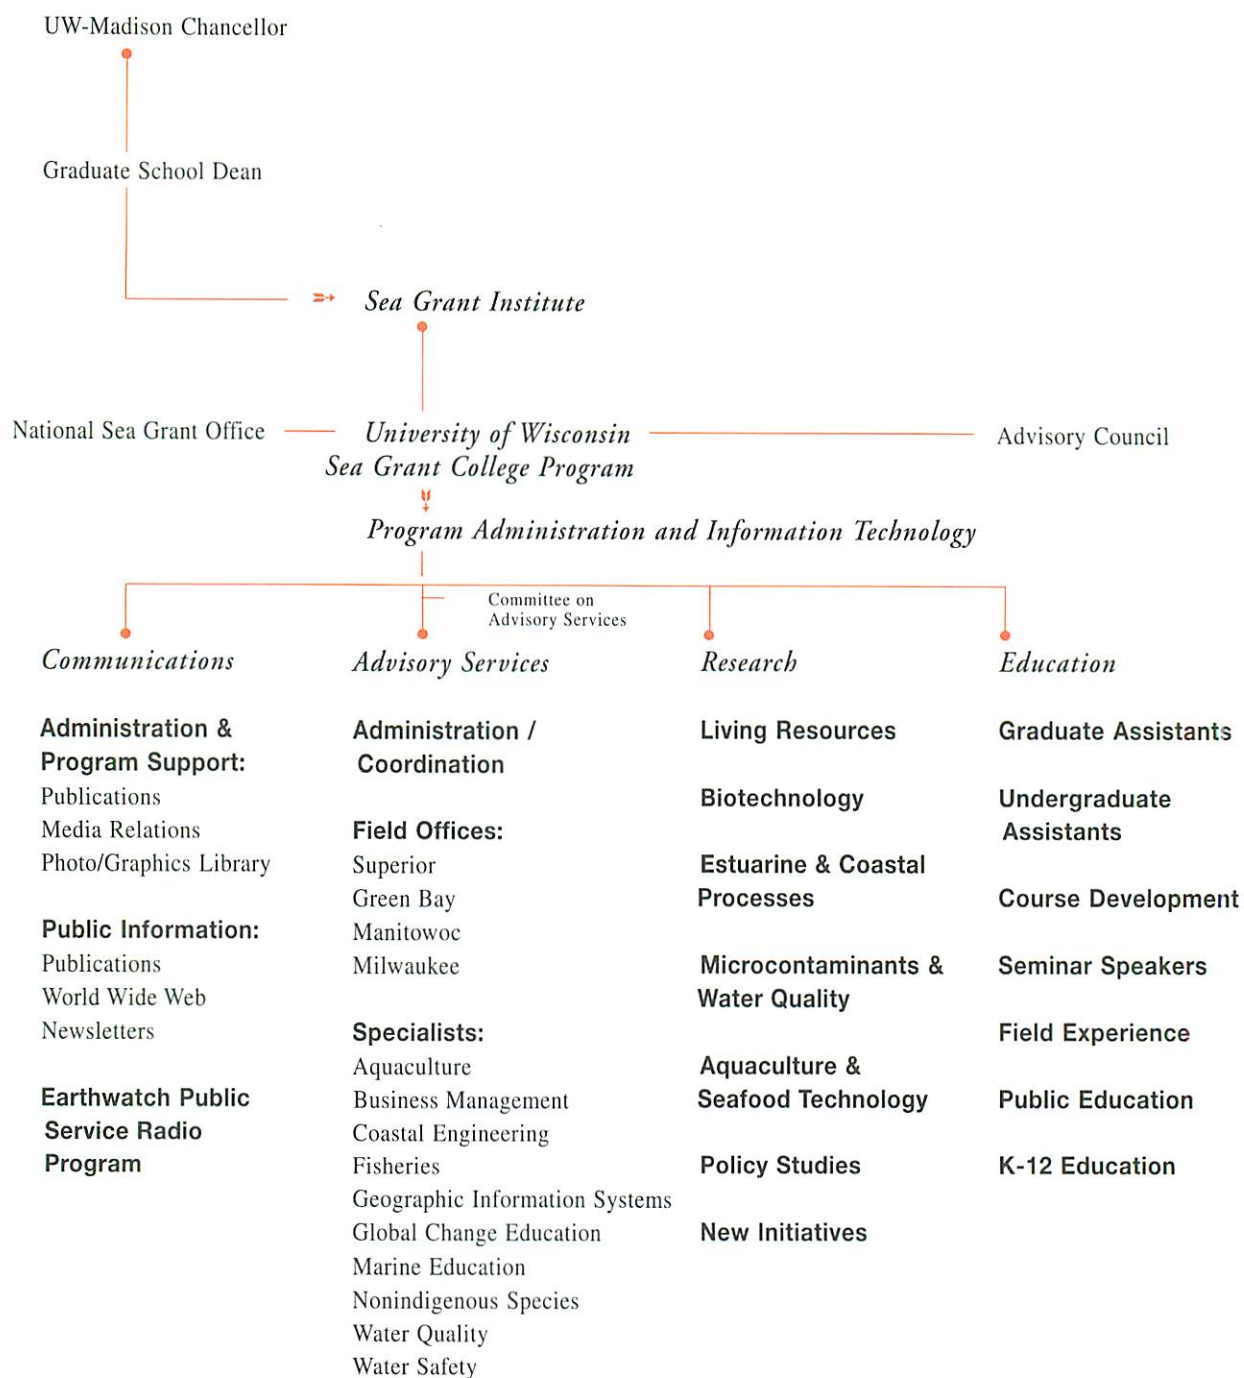 UW-Madison Chancellor
Graduate School Dean
Sea Grant Institute
National Sea Grant Office
University of Wisconsin
Sea Grant College Program
Advisory Council
Program Administration and Information Technology
Committee on
Advisory Services
Communications
Administration &
Program Support:
Publications
Media Relations
Photo/Graphics Library
Public Information:
Publications
World Wide Web
Newsletters
Earthwatch Public
Service Radio
Program
Advisory Services
Administration /
Coordination
Field Offices:
Superior
Green Bay
Manitowoc
Milwaukee
Specialists:
Aquaculture
Business Management
Coastal Engineering
Fisheries
Geographic Information Systems
Global Change Education
Marine Education
Nonindigenous Species
Water Quality
Water Safety
Research
Living Resources
Biotechnology
Estuarine & Coastal
Processes
Microcontaminants &
Water Quality
Aquaculture &
Seafood Technology
Policy Studies
New Initiatives
Education
Graduate Assistants
Undergraduate
Assistants
Course Development
Seminar Speakers
Field Experience
Public Education
K-12 Education